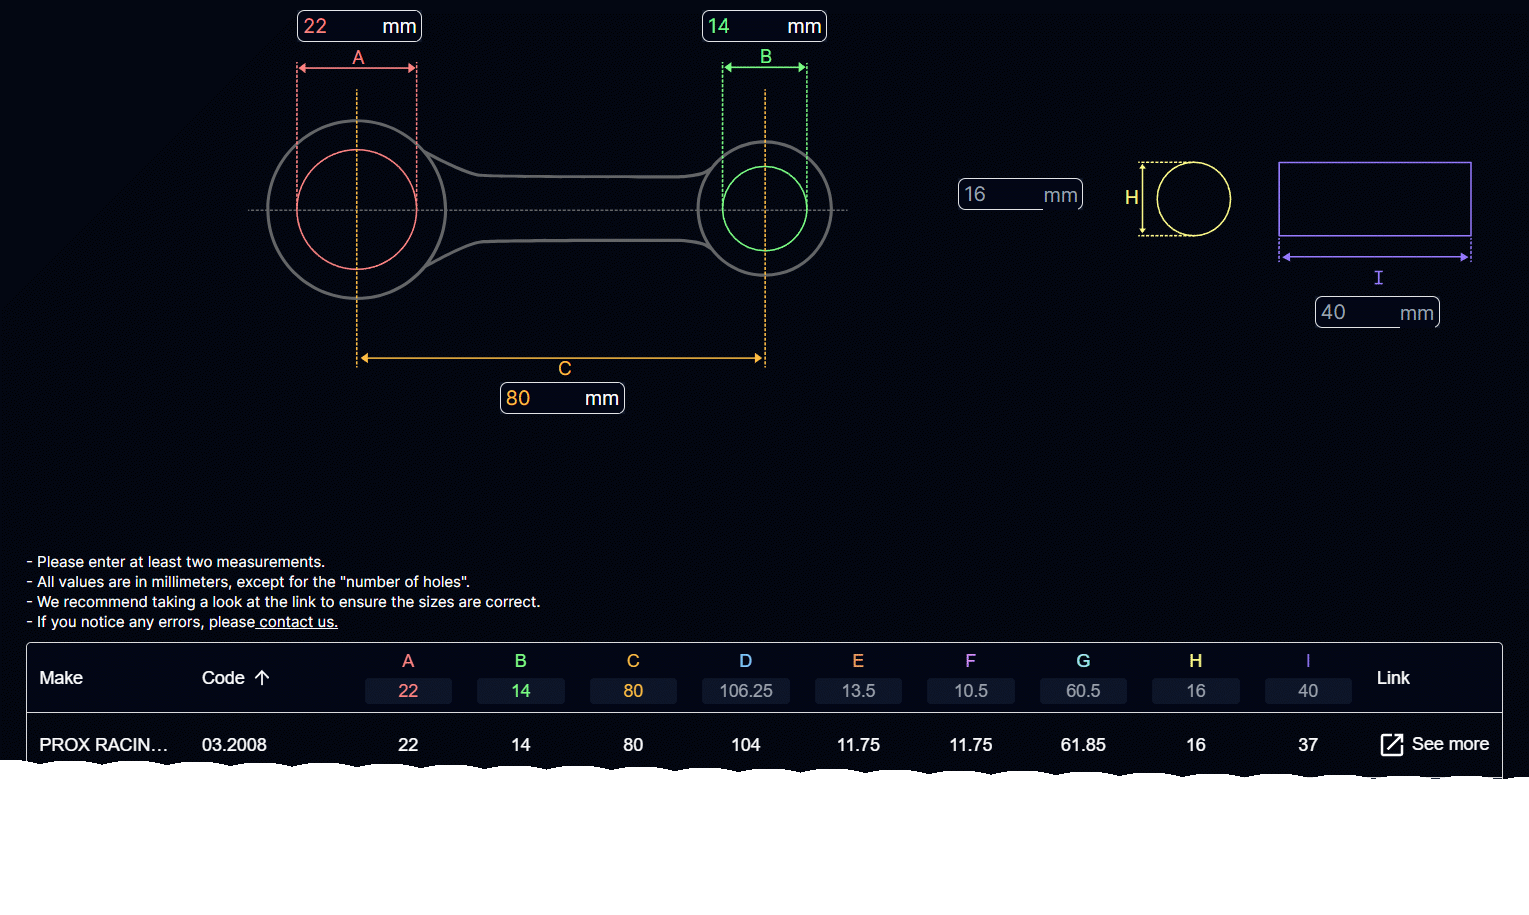 22 mm
14 mm
A
B
16 mm
H
I
40 mm
C
80 mm
- Please enter at least two measurements.
- All values are in millimeters, except for the "number of holes".
- We recommend taking a look at the link to ensure the sizes are correct.
- If you notice any errors, please contact us.
Make Code ↑ A B C D E F G H I Link
22 14 80 106.25 13.5 10.5 60.5 16 40
PROX RACIN... 03.2008 22 14 80 104 11.75 11.75 61.85 16 37 See more